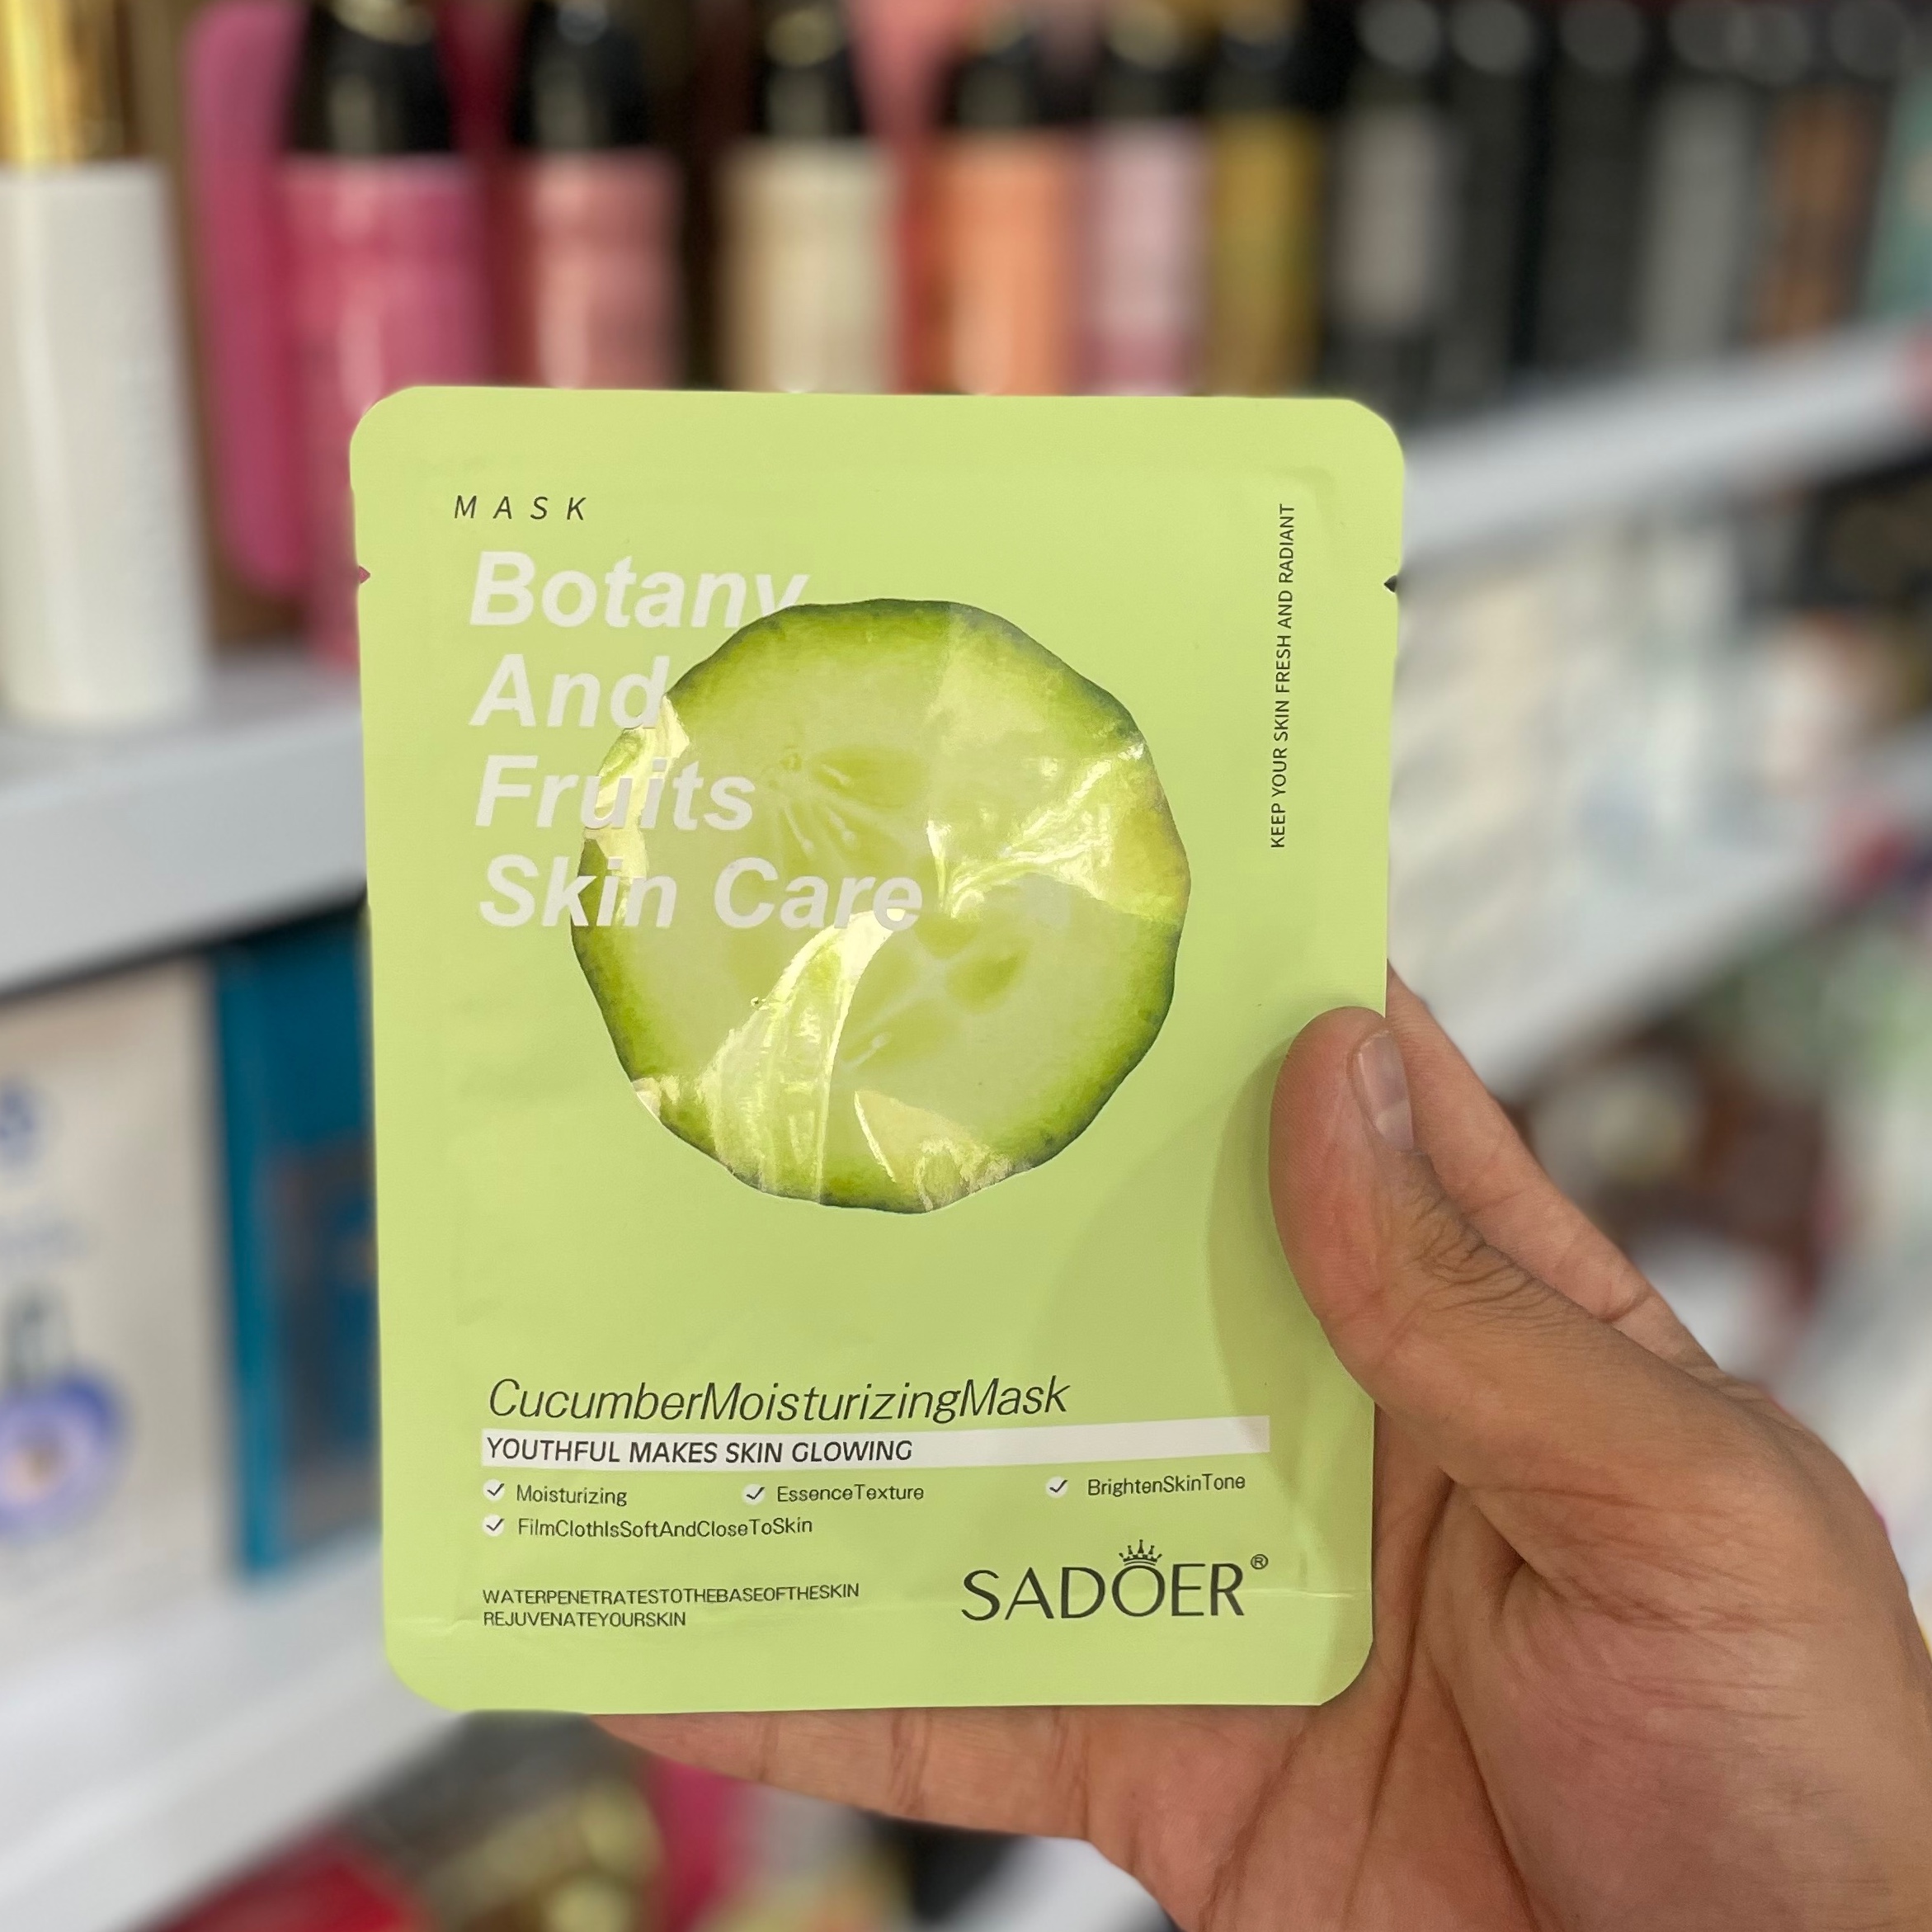 MASK
Botany
And
Fruits
Skin Care
KEEP YOUR SKIN FRESH AND RADIANT
CucumberMoisturizingMask
YOUTHFUL MAKES SKIN GLOWING
Moisturizing EssenceTexture BrightenSkinTone
FilmClothIsSoftAndCloseToSkin
WATERPENETRATESTOTHEBASEOFTHESKIN
REJUVENATEYOURSKIN
SADOER®